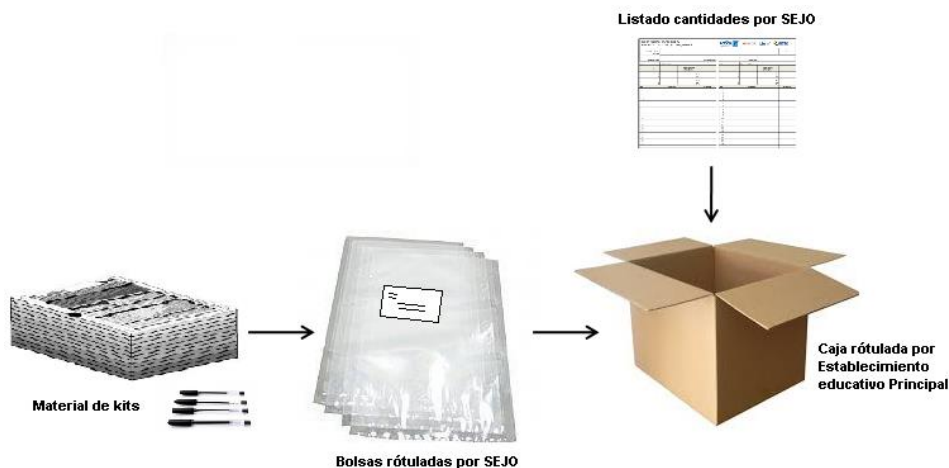 Listado cantidades por SEJO
Material de kits
Bolsas rótuladas por SEJO
Caja rótulada por
Establecimiento
educativo Principal